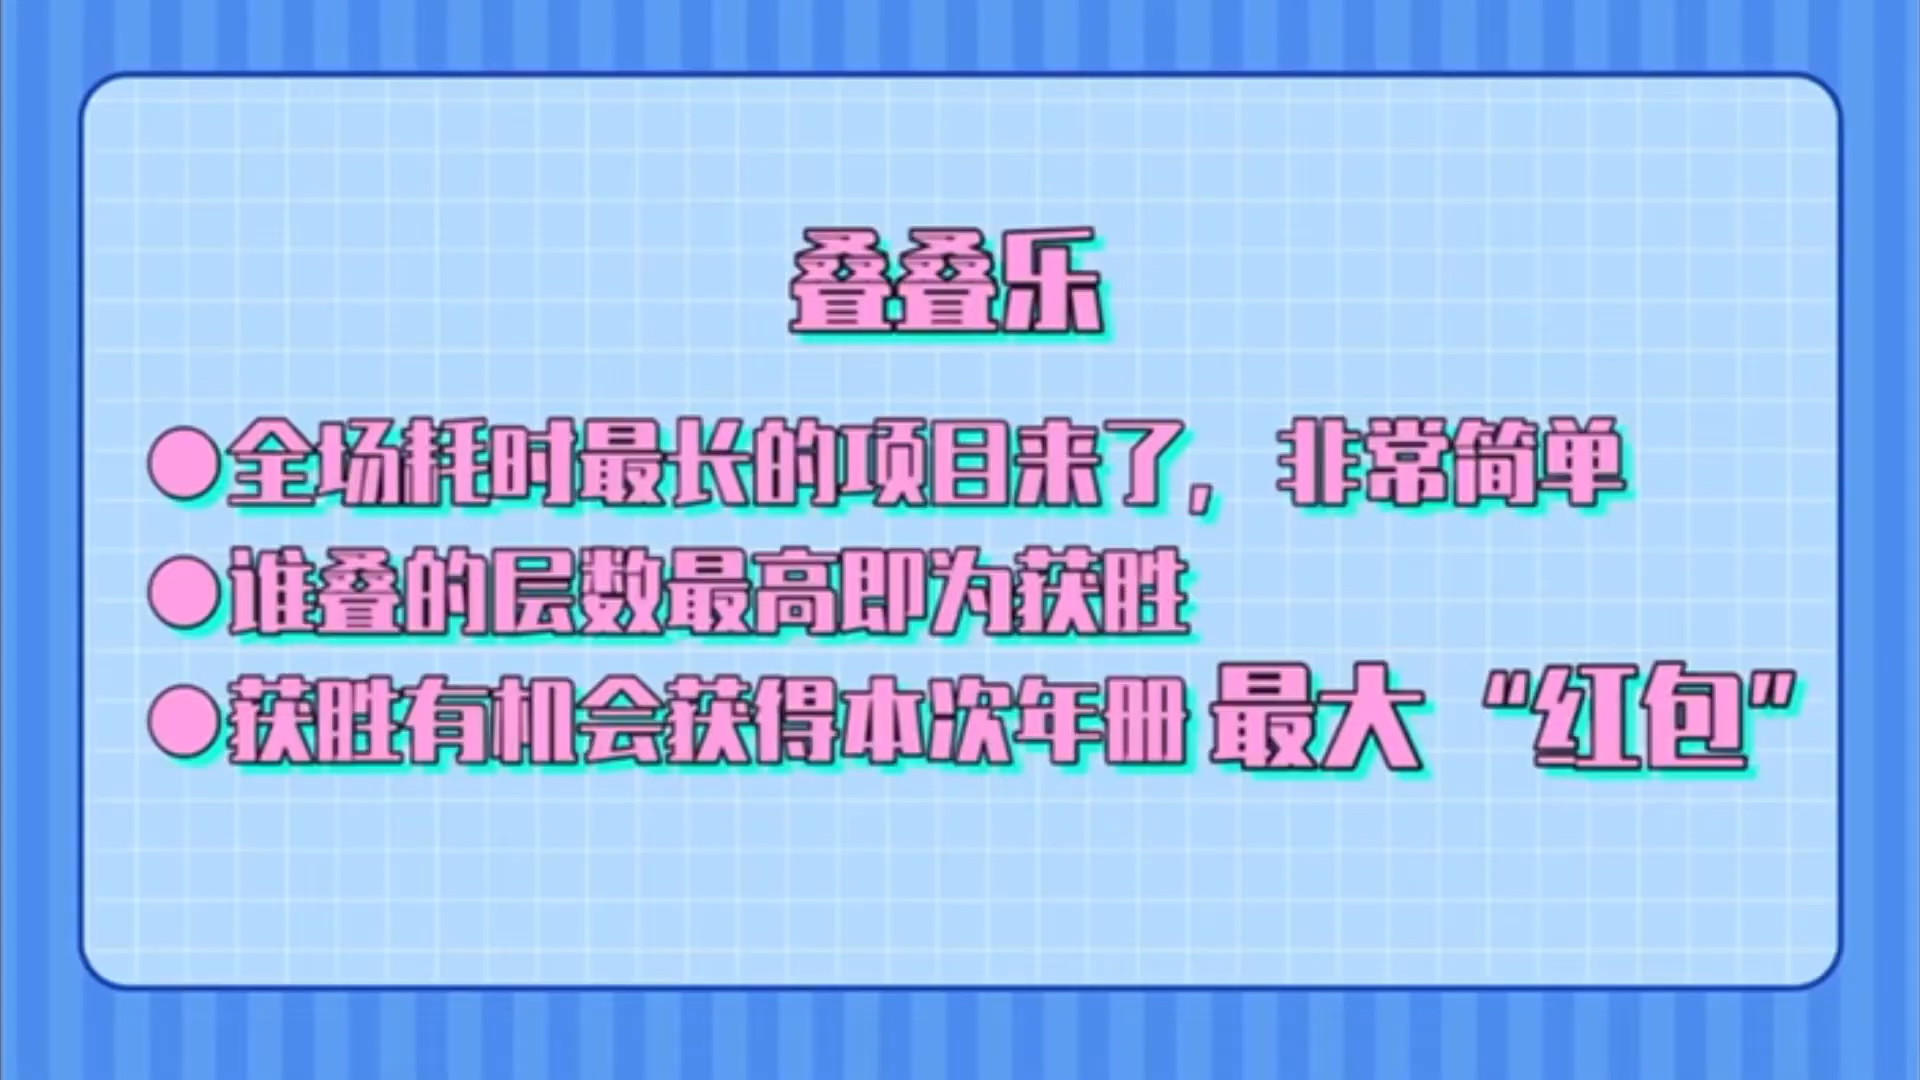 叠叠乐
●全场耗时最长的项目来了，非常简单
●谁叠的层数最高即为获胜
●获胜有机会获得本次年册 最大“红包”